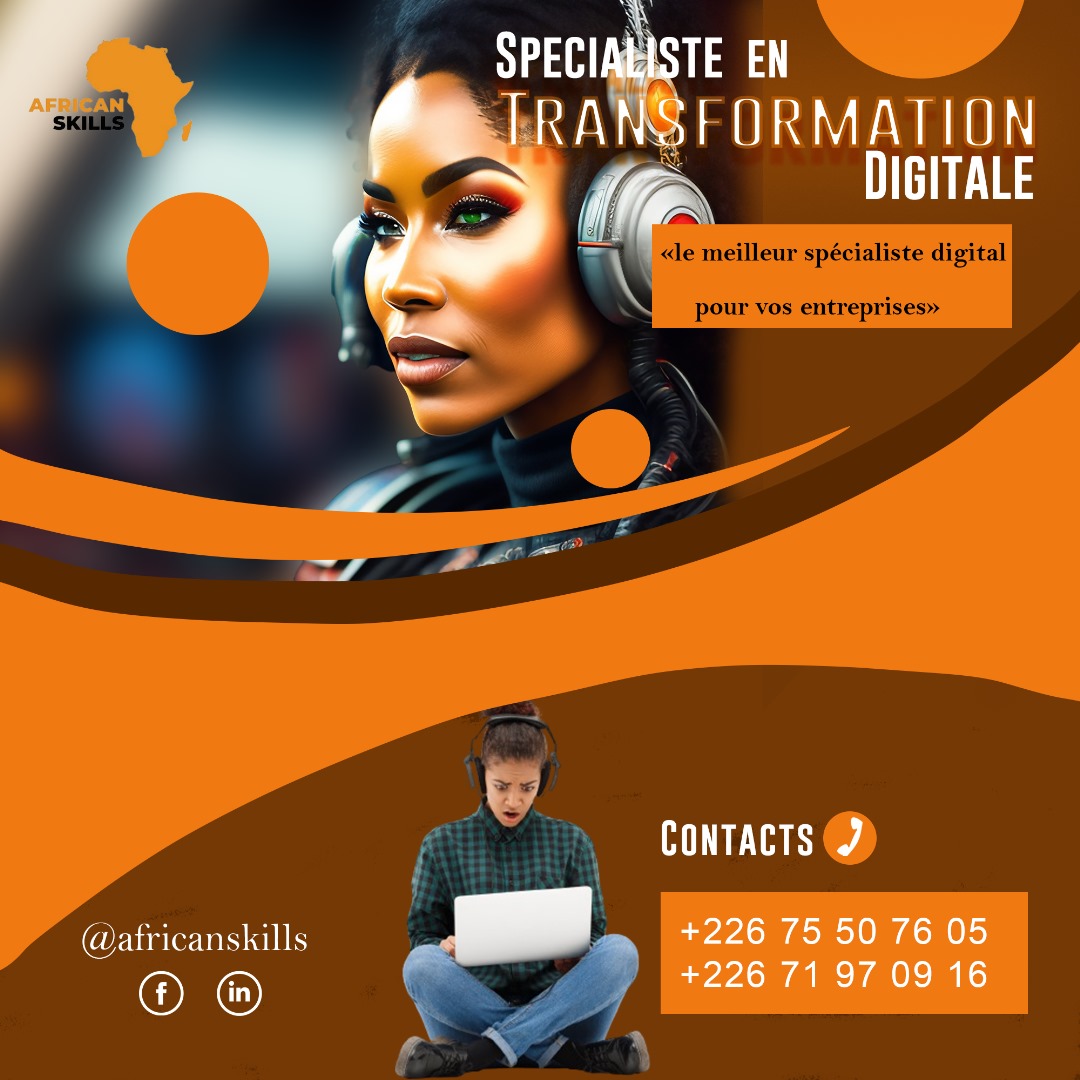 AFRICAN
SKILLS
SPECIALISTE EN
TRANSFORMATION
DIGITALE
«le meilleur spécialiste digital
pour vos entreprises»
CONTACTS
+226 75 50 76 05
+226 71 97 09 16
@africanskills
f in